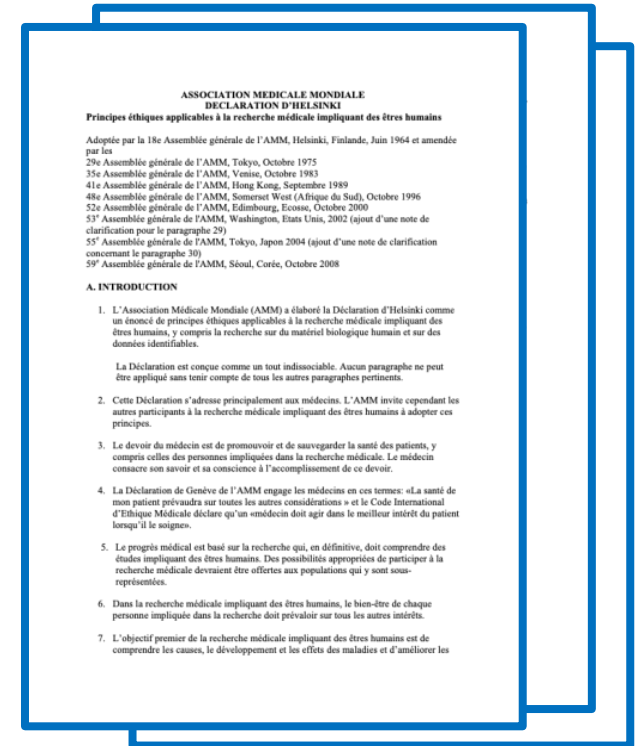 ASSOCIATION MEDICALE MONDIALE
DECLARATION D'HELSINKI
Principes éthiques applicables à la recherche médicale impliquant des êtres humains
Adoptée par la 18e Assemblée générale de l'AMM, Helsinki, Finlande, Juin 1964 et amendée
par les
29e Assemblée générale de l'AMM, Tokyo, Octobre 1975
35e Assemblée générale de l'AMM, Venise, Octobre 1983
41e Assemblée générale de l'AMM, Hong Kong, Septembre 1989
48e Assemblée générale de l'AMM, Somerset West (Afrique du Sud), Octobre 1996
52e Assemblée générale de l'AMM, Edimbourg, Ecosse, Octobre 2000
53e Assemblée générale de l'AMM, Washington, Etats Unis, 2002 (ajout d'une note de
clarification pour le paragraphe 29)
55e Assemblée générale de l'AMM, Tokyo, Japon 2004 (ajout d'une note de clarification
concernant le paragraphe 30)
59e Assemblée générale de l'AMM, Séoul, Corée, Octobre 2008
A. INTRODUCTION
1. L'Association Médicale Mondiale (AMM) a élaboré la Déclaration d'Helsinki comme
un énoncé de principes éthiques applicables à la recherche médicale impliquant des
êtres humains, y compris la recherche sur du matériel biologique humain et sur des
données identifiables.
La Déclaration est conçue comme un tout indissociable. Aucun paragraphe ne peut
être appliqué sans tenir compte de tous les autres paragraphes pertinents.
2. Cette Déclaration s'adresse principalement aux médecins. L'AMM invite cependant les
autres participants à la recherche médicale impliquant des êtres humains à adopter ces
principes.
3. Le devoir du médecin est de promouvoir et de sauvegarder la santé des patients, y
compris celles des personnes impliquées dans la recherche médicale. Le médecin
consacre son savoir et sa conscience à l'accomplissement de ce devoir.
4. La Déclaration de Genève de l'AMM engage les médecins en ces termes: «La santé de
mon patient prévaudra sur toutes les autres considérations » et le Code International
d'Ethique Médicale déclare qu'un «médecin doit agir dans le meilleur intérêt du patient
lorsqu'il le soigne».
5. Le progrès médical est basé sur la recherche qui, en définitive, doit comprendre des
études impliquant des êtres humains. Des possibilités appropriées de participer à la
recherche médicale devraient être offertes aux populations qui y sont sous-
représentées.
6. Dans la recherche médicale impliquant des êtres humains, le bien-être de chaque
personne impliquée dans la recherche doit prévaloir sur tous les autres intérêts.
7. L'objectif premier de la recherche médicale impliquant des êtres humains est de
comprendre les causes, le développement et les effets des maladies et d'améliorer les